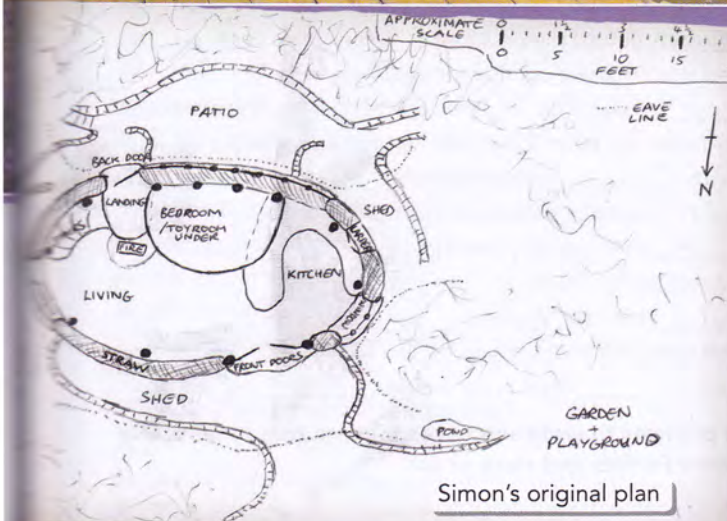 APPROXIMATE
SCALE
0 1½ 3 4½
0 5 10 15
FEET
EAVE
LINE
N
PATIO
BACK DOOR
LANDING
BEDROOM
/TOYROOM
UNDER
SHED
LARDER
FIRE
KITCHEN
LIVING
STRAW
FRONT DOORS
SHED
POND
GARDEN
+
PLAYGROUND
Simon's original plan